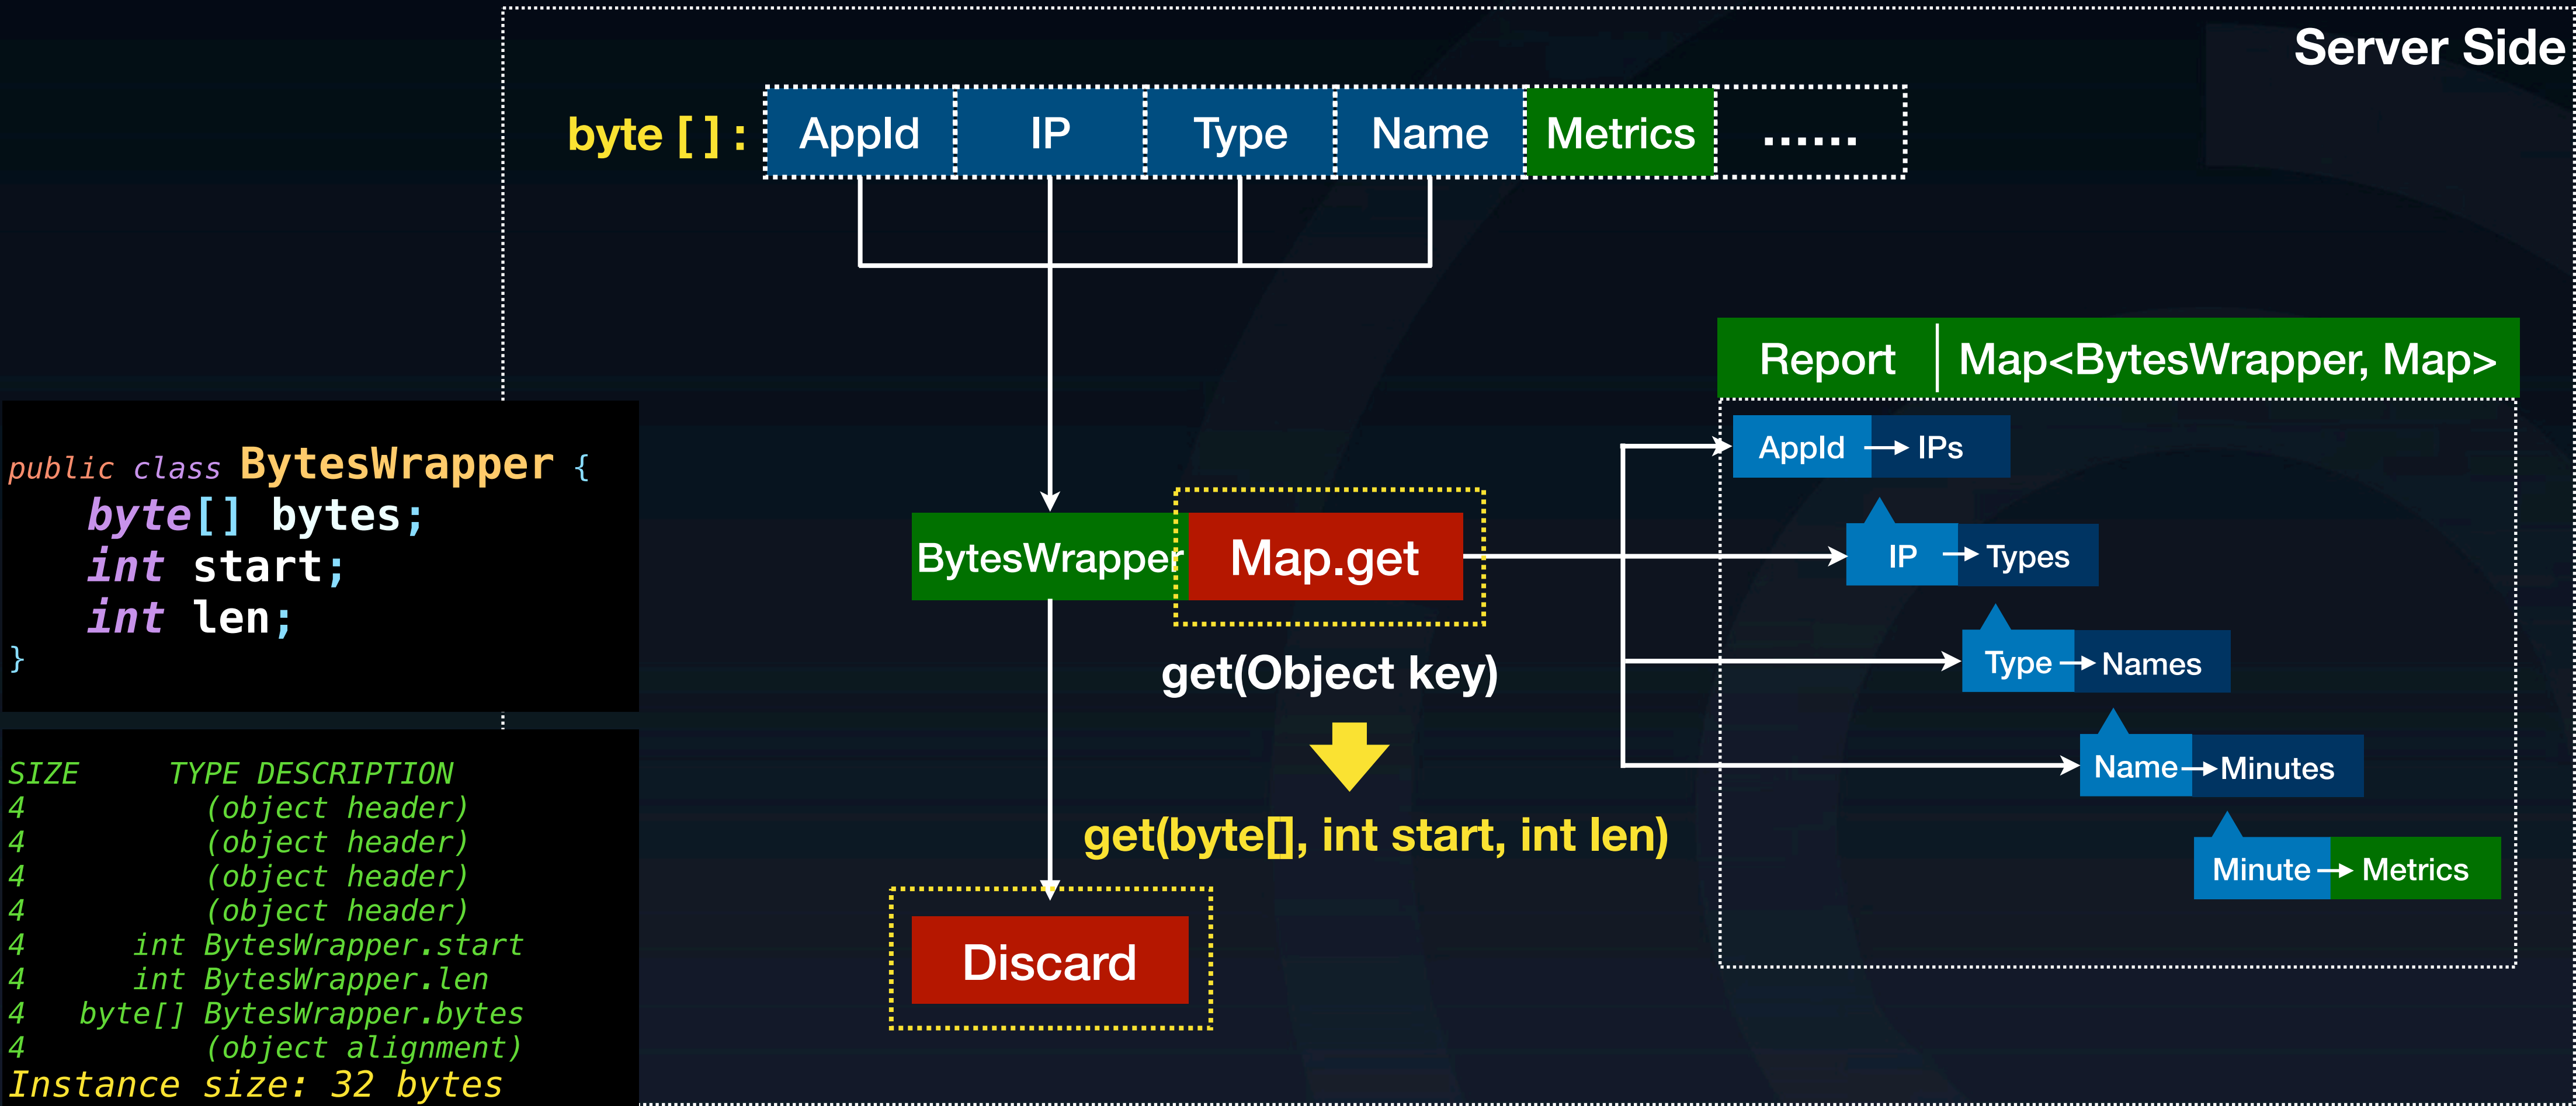 Server Side
byte [ ] :
AppId
IP
Type
Name
Metrics
......
Report
Map<BytesWrapper, Map>
AppId
IPs
public class BytesWrapper {
byte[] bytes;
int start;
int len;
}
BytesWrapper
Map.get
IP
Types
get(Object key)
Type
Names
Name
Minutes
get(byte[], int start, int len)
Minute
Metrics
Discard
SIZE TYPE DESCRIPTION
4 (object header)
4 (object header)
4 (object header)
4 (object header)
4 int BytesWrapper.start
4 int BytesWrapper.len
4 byte[] BytesWrapper.bytes
4 (object alignment)
Instance size: 32 bytes